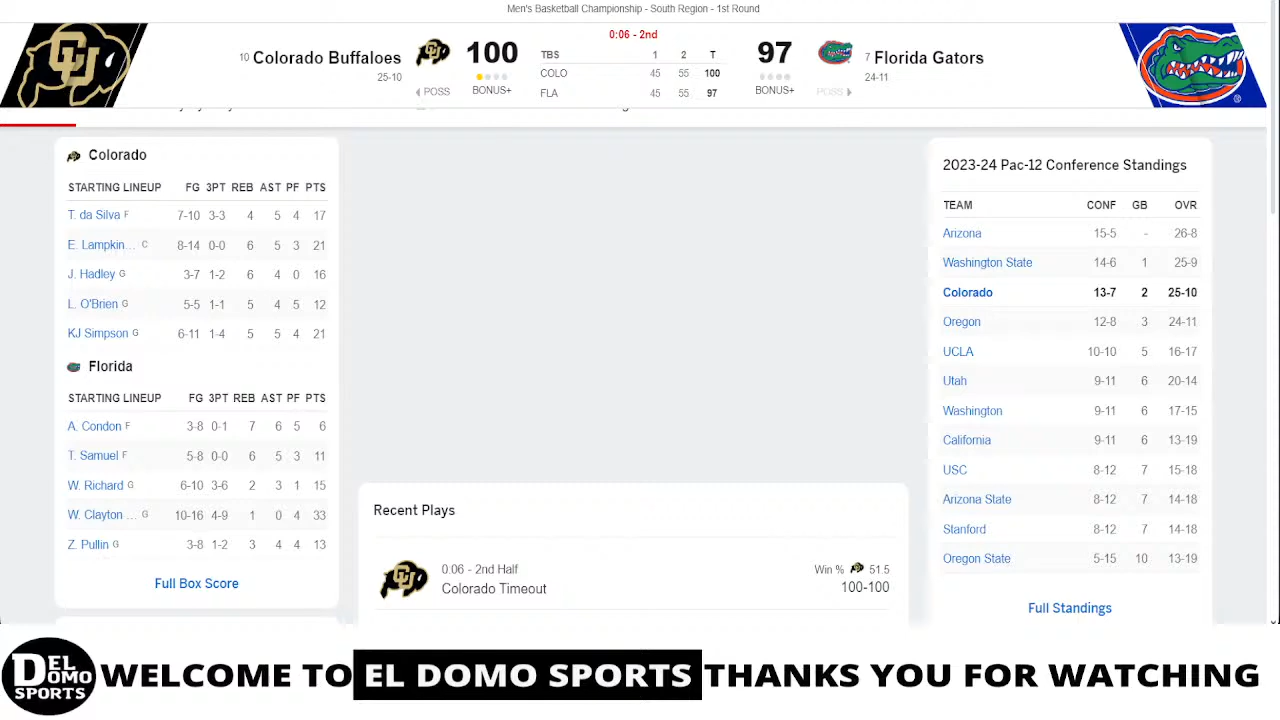 Men's Basketball Championship - South Region - 1st Round
10 Colorado Buffaloes
25-10
POSS
100
BONUS+
0:06 - 2nd
TBS 1 2 T
COLO 45 55 100
FLA 45 55 97
97
BONUS+
POSS
7 Florida Gators
24-11
Colorado
STARTING LINEUP FG 3PT REB AST PF PTS
T. da Silva F 7-10 3-3 4 5 4 17
E. Lampkin... C 8-14 0-0 6 5 3 21
J. Hadley G 3-7 1-2 6 4 0 16
L. O'Brien G 5-5 1-1 5 4 5 12
KJ Simpson G 6-11 1-4 5 5 4 21
Florida
STARTING LINEUP FG 3PT REB AST PF PTS
A. Condon F 3-8 0-1 7 6 5 6
T. Samuel F 5-8 0-0 6 5 3 11
W. Richard G 6-10 3-6 2 3 1 15
W. Clayton ... G 10-16 4-9 1 0 4 33
Z. Pullin G 3-8 1-2 3 4 4 13
Full Box Score
Recent Plays
0:06 - 2nd Half
Colorado Timeout
Win % 51.5
100-100
2023-24 Pac-12 Conference Standings
TEAM CONF GB OVR
Arizona 15-5 - 26-8
Washington State 14-6 1 25-9
Colorado 13-7 2 25-10
Oregon 12-8 3 24-11
UCLA 10-10 5 16-17
Utah 9-11 6 20-14
Washington 9-11 6 17-15
California 9-11 6 13-19
USC 8-12 7 15-18
Arizona State 8-12 7 14-18
Stanford 8-12 7 14-18
Oregon State 5-15 10 13-19
Full Standings
DEL DOMO SPORTS
WELCOME TO EL DOMO SPORTS THANKS YOU FOR WATCHING